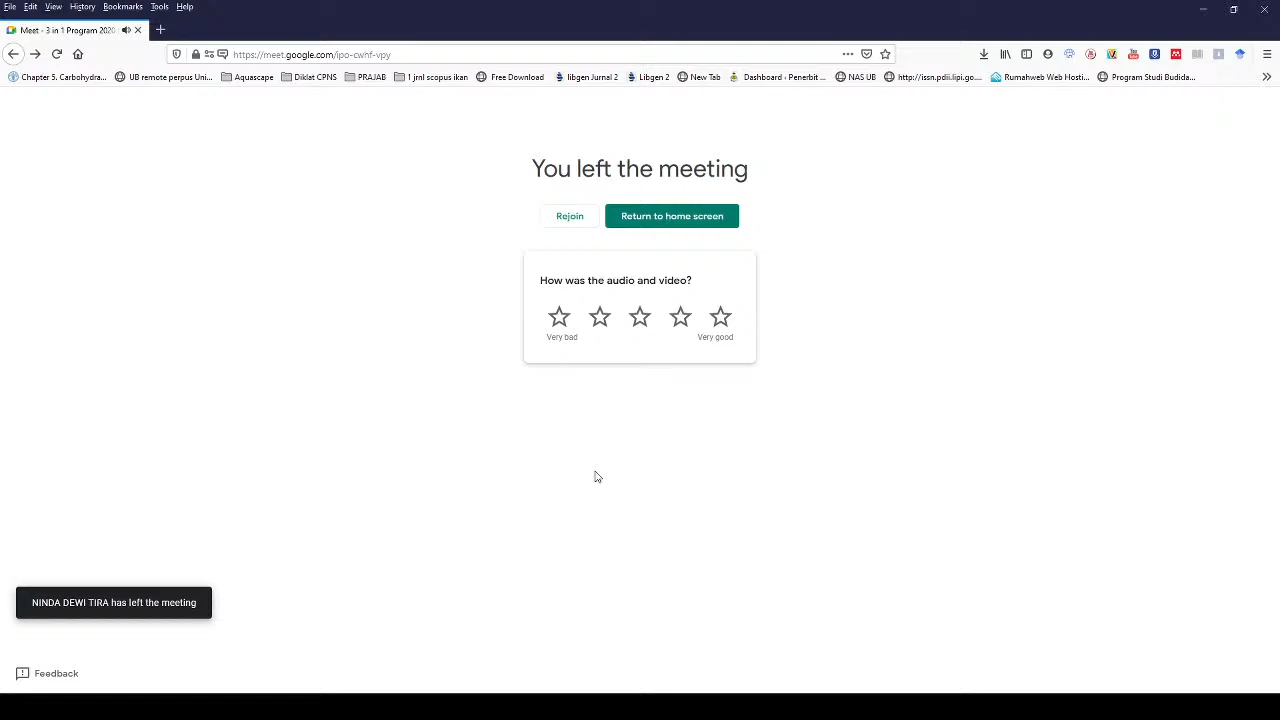 File Edit View History Bookmarks Tools Help
Meet - 3 in 1 Program 2020
https://meet.google.com/ipo-cwhf-vpy
Chapter 5. Carbohydra... UB remote perpus Uni... Aquascape Diklat CPNS PRAJAB 1 jml scopus ikan Free Download libgen Jurnal 2 Libgen 2 New Tab Dashboard ‹ Penerbit ... NAS UB http://issn.pdii.lipi.go.... Rumahweb Web Hosti... Program Studi Budida...
You left the meeting
Rejoin Return to home screen
How was the audio and video?
Very bad Very good
NINDA DEWI TIRA has left the meeting
Feedback